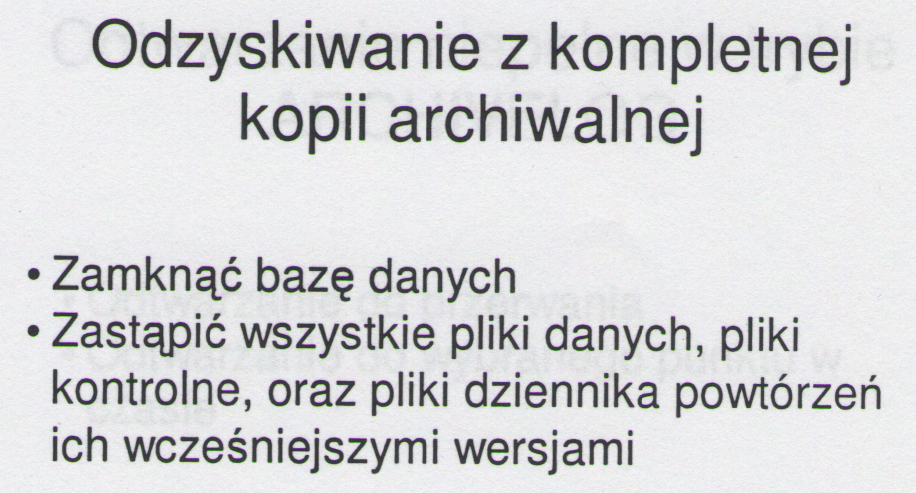 Odzyskiwanie z kompletnej
kopii archiwalnej
• Zamknąć bazę danych
• Zastąpić wszystkie pliki danych, pliki
kontrolne, oraz pliki dziennika powtórzeń
ich wcześniejszymi wersjami